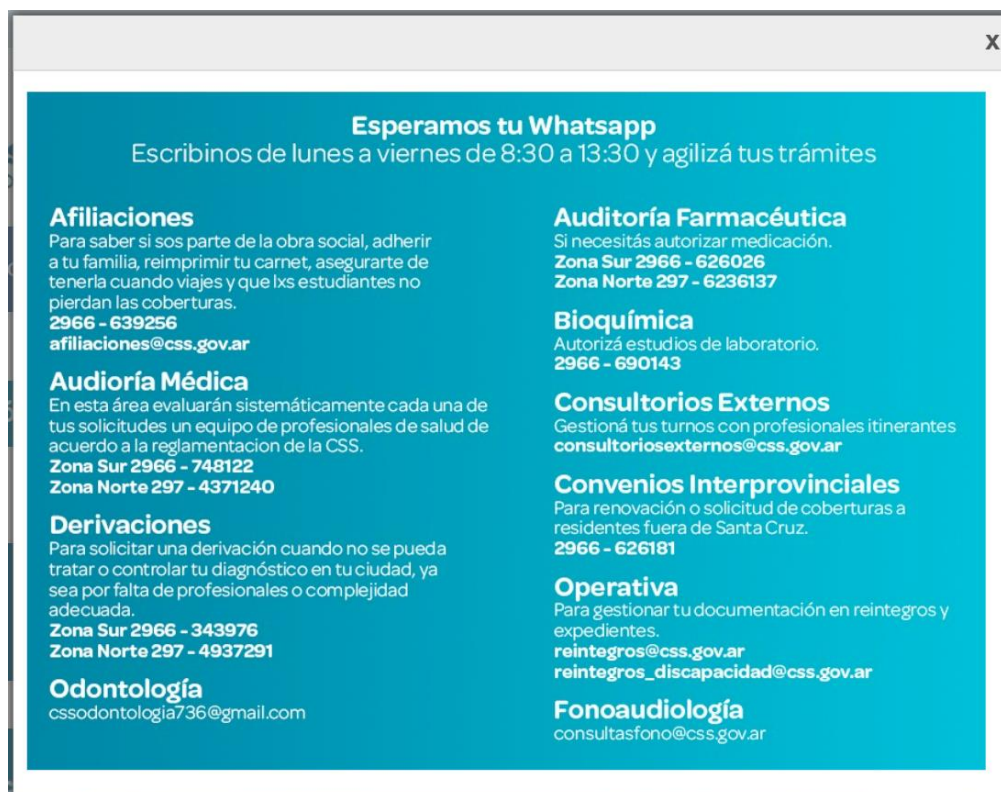 X
Esperamos tu Whatsapp
Escribinos de lunes a viernes de 8:30 a 13:30 y agilizá tus trámites
Afiliaciones
Para saber si sos parte de la obra social, adherir
a tu familia, reimprimir tu carnet, asegurarte de
tenerla cuando viajes y que lxs estudiantes no
pierdan las coberturas.
2966 - 639256
afiliaciones@css.gov.ar
Audioría Médica
En esta área evaluarán sistemáticamente cada una de
tus solicitudes un equipo de profesionales de salud de
acuerdo a la reglamentacion de la CSS.
Zona Sur 2966 - 748122
Zona Norte 297 - 4371240
Derivaciones
Para solicitar una derivación cuando no se pueda
tratar o controlar tu diagnóstico en tu ciudad, ya
sea por falta de profesionales o complejidad
adecuada.
Zona Sur 2966 - 343976
Zona Norte 297 - 4937291
Odontología
cssodontologia736@gmail.com
Auditoría Farmacéutica
Si necesitás autorizar medicación.
Zona Sur 2966 - 626026
Zona Norte 297 - 6236137
Bioquímica
Autorizá estudios de laboratorio.
2966 - 690143
Consultorios Externos
Gestioná tus turnos con profesionales itinerantes
consultoriosexternos@css.gov.ar
Convenios Interprovinciales
Para renovación o solicitud de coberturas a
residentes fuera de Santa Cruz.
2966 - 626181
Operativa
Para gestionar tu documentación en reintegros y
expedientes.
reintegros@css.gov.ar
reintegros_discapacidad@css.gov.ar
Fonoaudiología
consultasfono@css.gov.ar